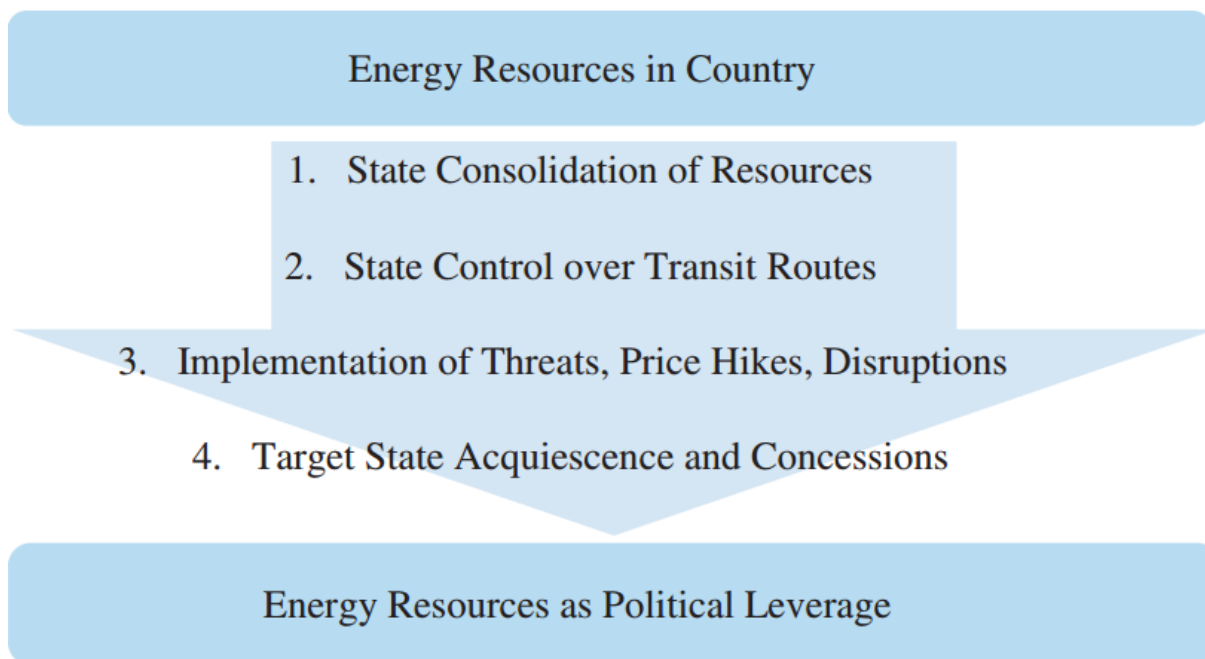 Energy Resources in Country
1. State Consolidation of Resources
2. State Control over Transit Routes
3. Implementation of Threats, Price Hikes, Disruptions
4. Target State Acquiescence and Concessions
Energy Resources as Political Leverage